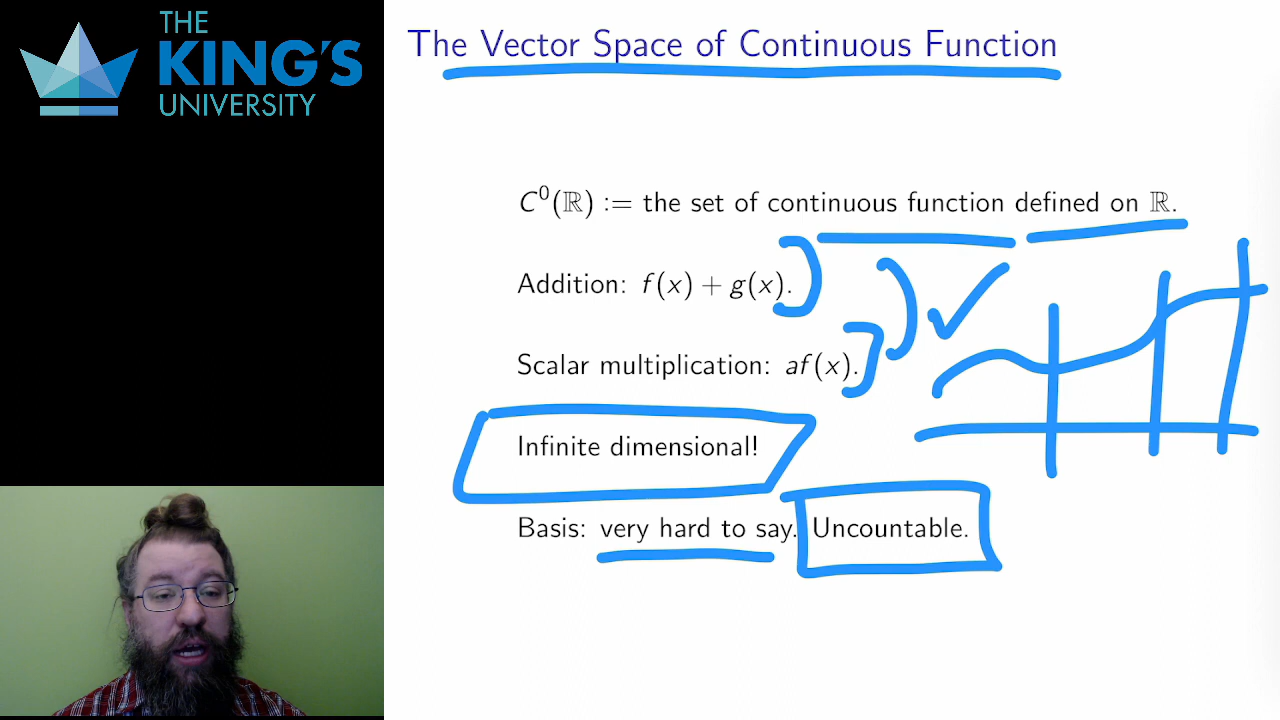 THE
KING'S
UNIVERSITY
The Vector Space of Continuous Function
C⁰(ℝ) := the set of continuous function defined on ℝ.
Addition: f(x) + g(x).
Scalar multiplication: af(x).
Infinite dimensional!
Basis: very hard to say. Uncountable.